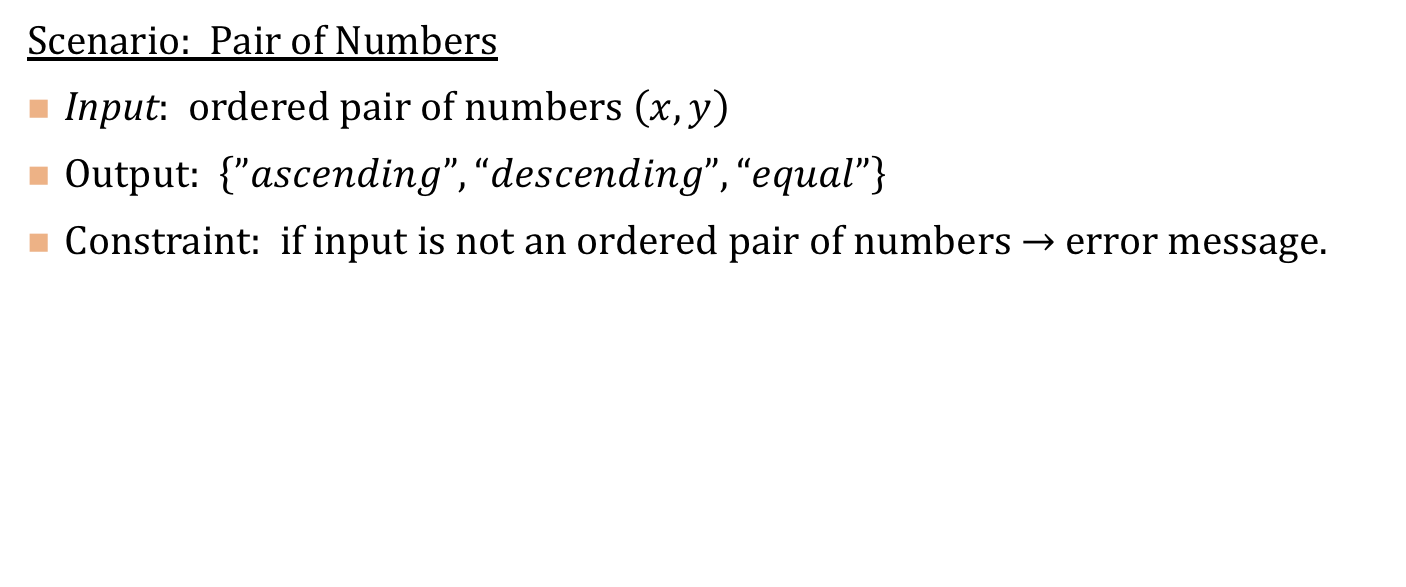 Scenario:  Pair of Numbers
■ Input:  ordered pair of numbers (x, y)
■ Output:  {”ascending”, “descending”, “equal”}
■ Constraint:  if input is not an ordered pair of numbers → error message.